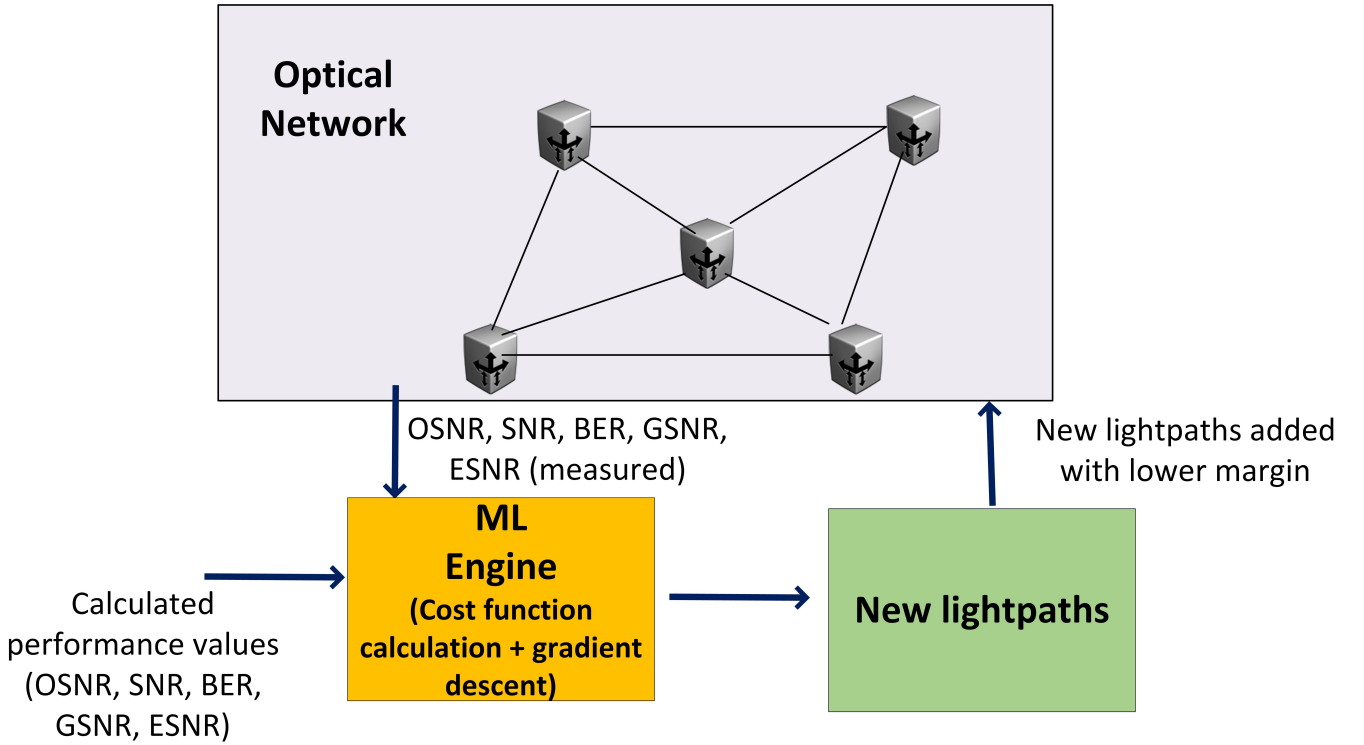 Optical
Network
OSNR, SNR, BER, GSNR,
ESNR (measured)
New lightpaths added
with lower margin
ML
Engine
(Cost function
calculation + gradient
descent)
New lightpaths
Calculated
performance values
(OSNR, SNR, BER,
GSNR, ESNR)